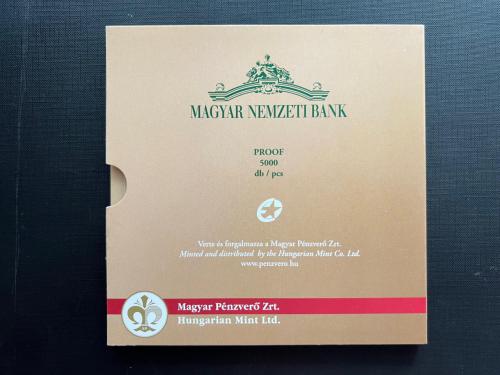 MAGYAR NEMZETI BANK
PROOF
5000
db / pcs
Verte és forgalmazza a Magyar Pénzverő Zrt.
Minted and distributed by the Hungarian Mint Co. Ltd.
www.penzvero.hu
Magyar Pénzverő Zrt.
Hungarian Mint Ltd.